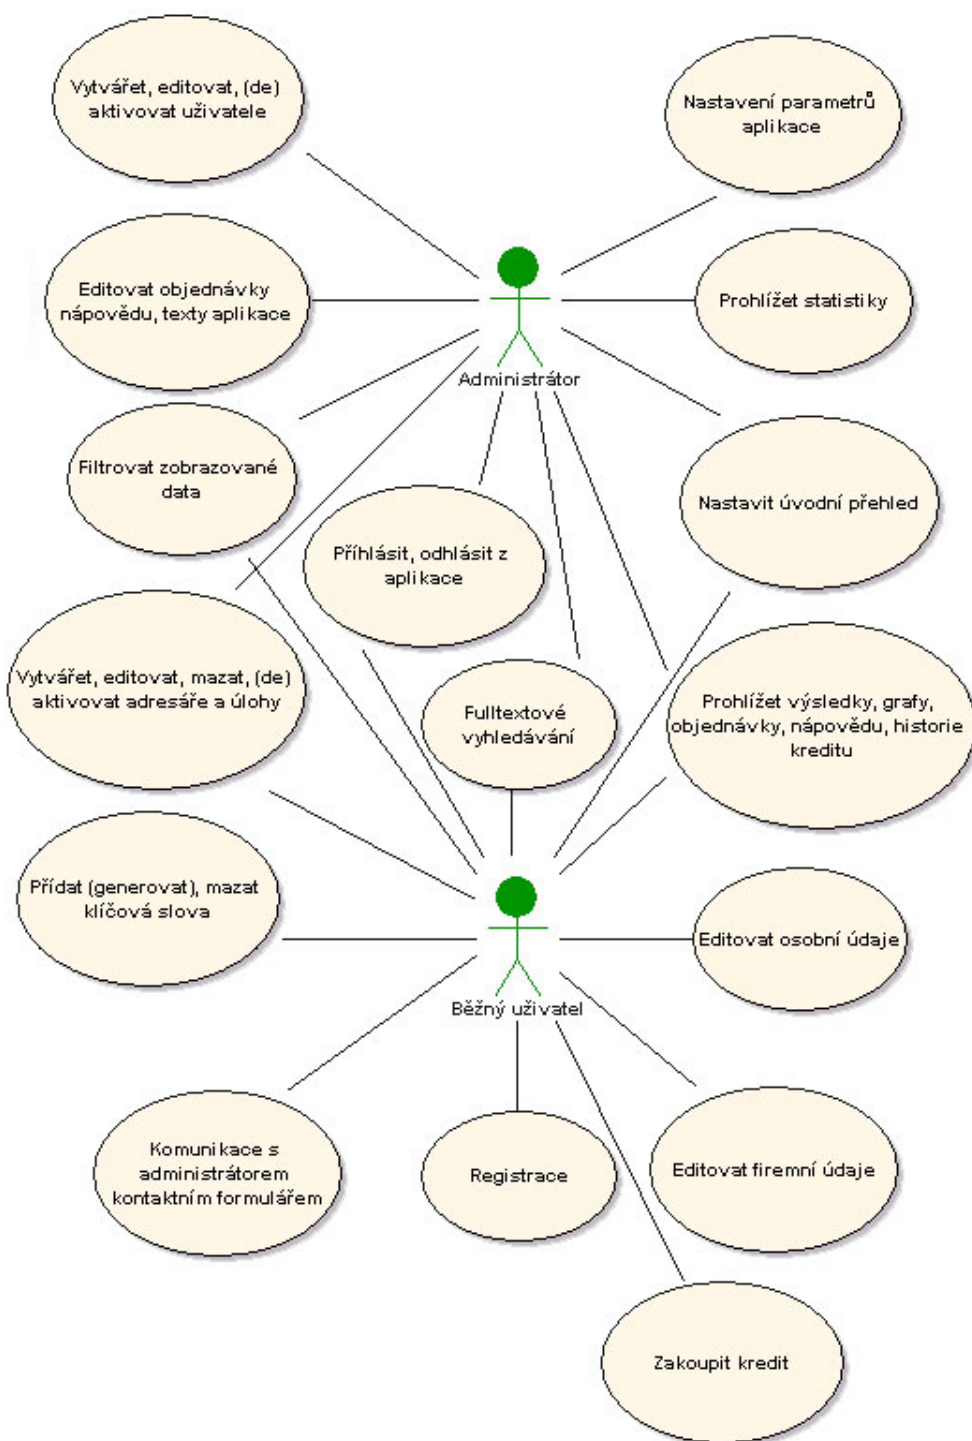 Vytvářet, editovat, (de)
aktivovat uživatele
Nastavení parametrů
aplikace
Editovat objednávky
nápovědu, texty aplikace
Prohlížet statistiky
Administrátor
Filtrovat zobrazované
data
Nastavit úvodní přehled
Příhlásit, odhlásit z
aplikace
Vytvářet, editovat, mazat, (de)
aktivovat adresáře a úlohy
Fulltextové
vyhledávání
Prohlížet výsledky, grafy,
objednávky, nápovědu, historie
kreditu
Přídat (generovat), mazat
klíčová slova
Editovat osobní údaje
Běžný uživatel
Komunikace s
administrátorem
kontaktním formulářem
Registrace
Editovat firemní údaje
Zakoupit kredit